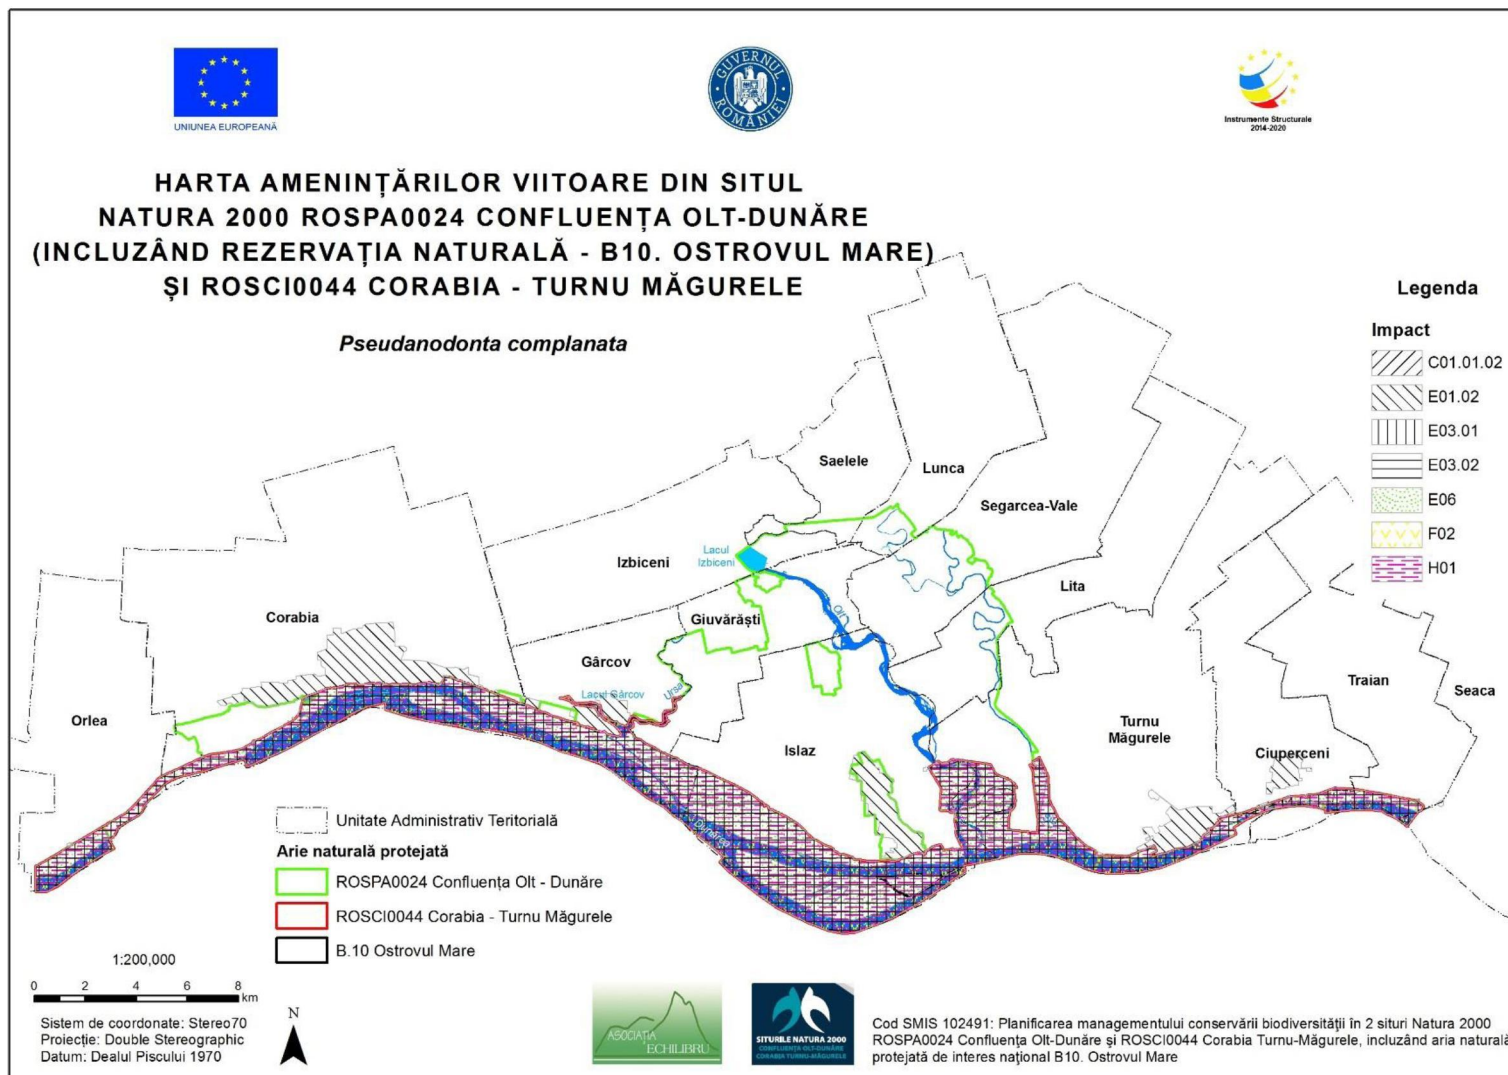 UNIUNEA EUROPEANĂ
GUVERNUL ROMÂNIEI
Instrumente Structurale
2014-2020
HARTA AMENINȚĂRILOR VIITOARE DIN SITUL
NATURA 2000 ROSPA0024 CONFLUENȚA OLT-DUNĂRE
(INCLUZÂND REZERVAȚIA NATURALĂ - B10. OSTROVUL MARE)
ȘI ROSCI0044 CORABIA - TURNU MĂGURELE
Pseudanodonta complanata
Legenda
Impact
C01.01.02
E01.02
E03.01
E03.02
E06
F02
H01
Saelele
Lunca
Segarcea-Vale
Lacul
Izbiceni
Izbiceni
Lita
Olt
Corabia
Giuvărăști
Gârcov
Lacul Gârcov
Ursa
Orlea
Islaz
Turnu
Măgurele
Traian
Seaca
Ciuperceni
Dunărea
Unitate Administrativ Teritorială
Arie naturală protejată
ROSPA0024 Confluența Olt - Dunăre
ROSCI0044 Corabia - Turnu Măgurele
B.10 Ostrovul Mare
1:200,000
0 2 4 6 8
km
N
Sistem de coordonate: Stereo70
Proiecție: Double Stereographic
Datum: Dealul Piscului 1970
ASOCIAȚIA
ECHILIBRU
SITURILE NATURA 2000
CONFLUENȚA OLT-DUNĂRE
CORABIA TURNU-MĂGURELE
Cod SMIS 102491: Planificarea managementului conservării biodiversității în 2 situri Natura 2000
ROSPA0024 Confluența Olt-Dunăre și ROSCI0044 Corabia Turnu-Măgurele, incluzând aria naturală
protejată de interes național B10. Ostrovul Mare